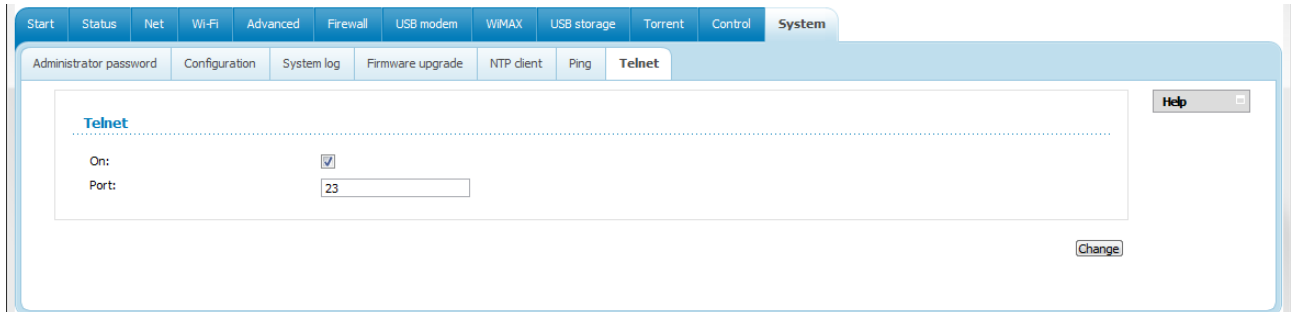 Start Status Net Wi-Fi Advanced Firewall USB modem WiMAX USB storage Torrent Control System
Administrator password Configuration System log Firmware upgrade NTP client Ping Telnet
Help
Telnet
On:
Port: 23
Change